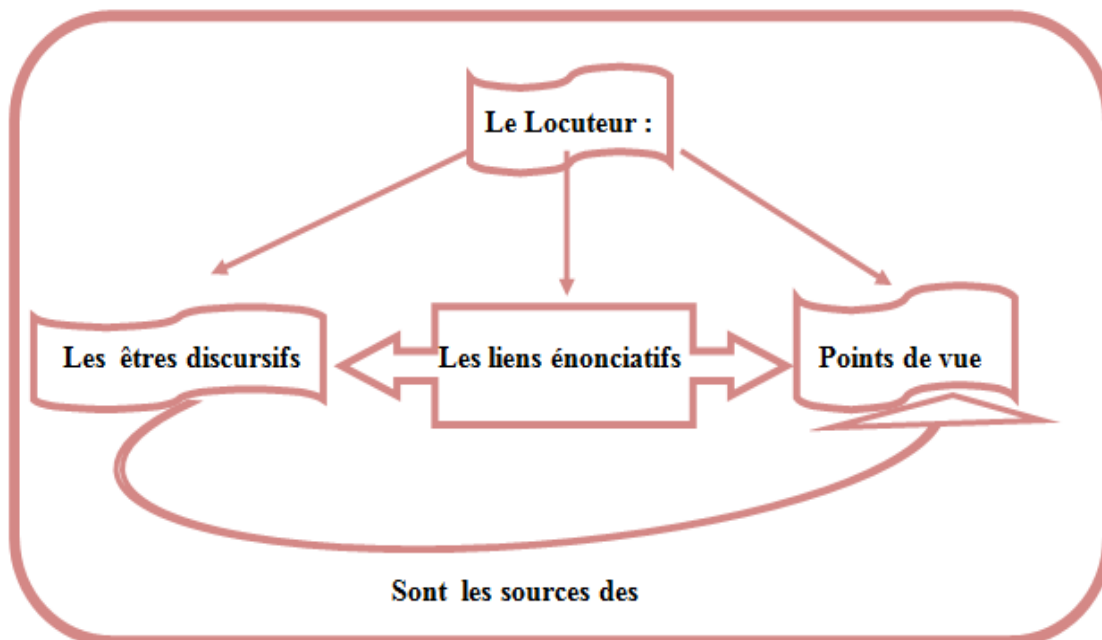 Le Locuteur :
Les êtres discursifs
Les liens énonciatifs
Points de vue
Sont les sources des